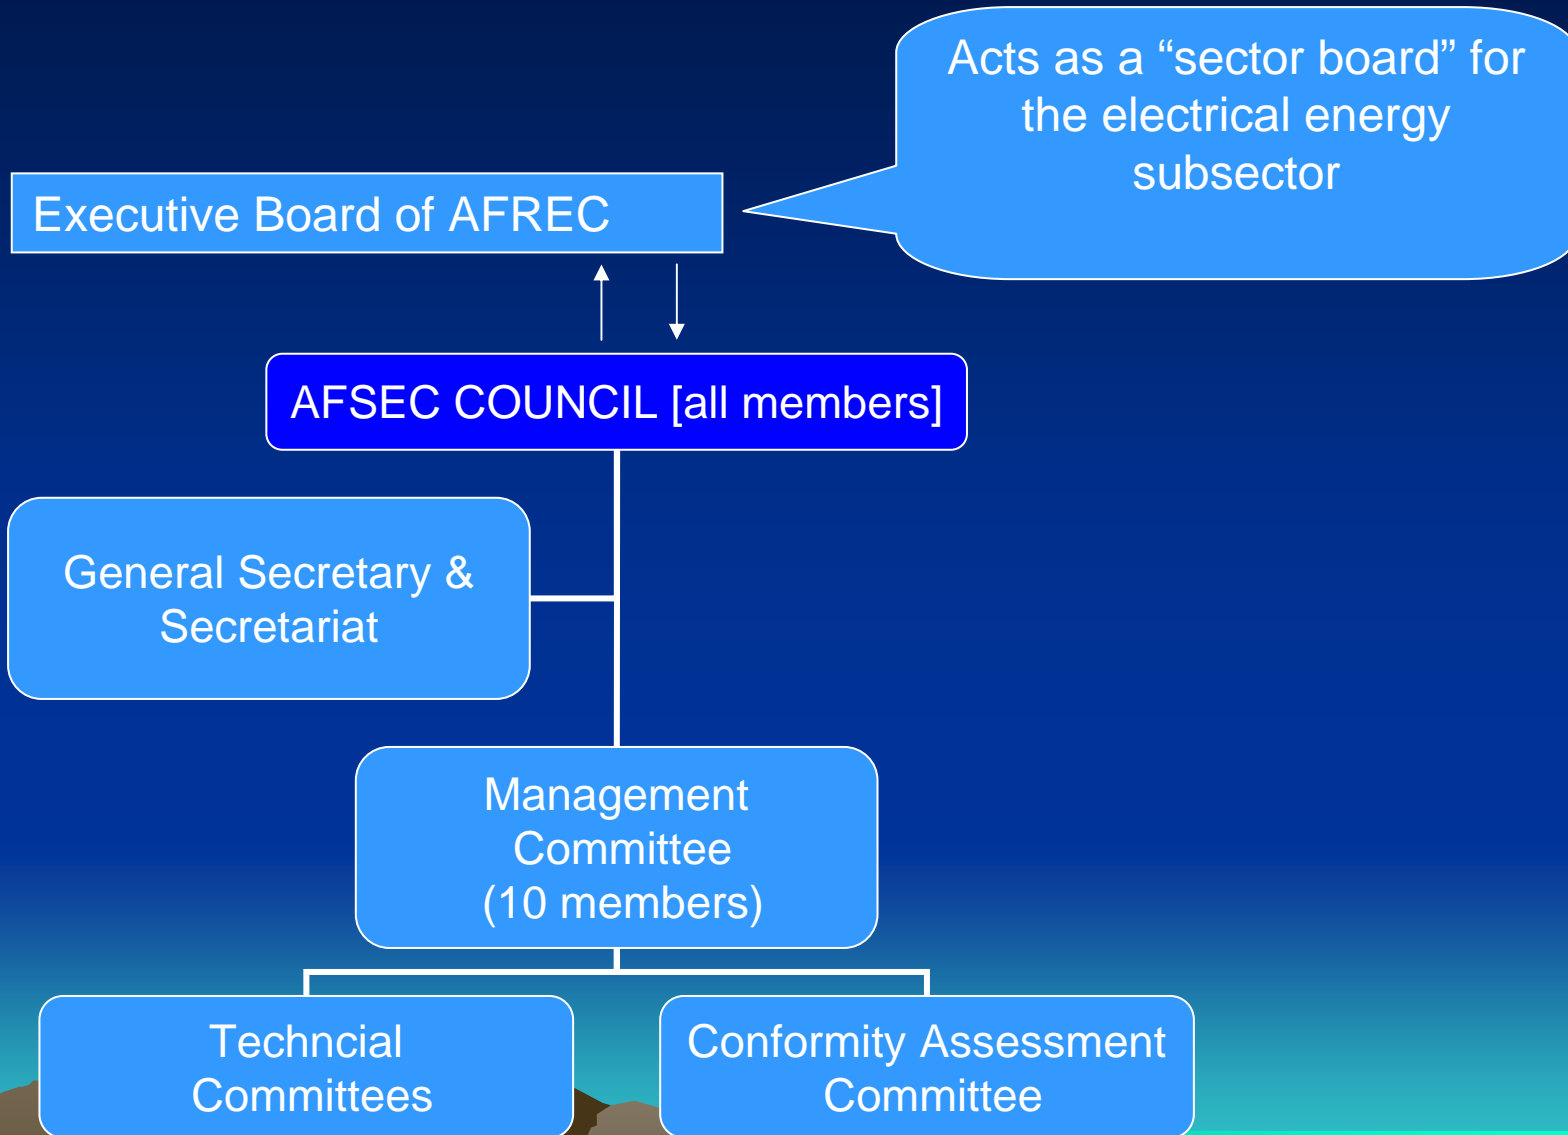 Acts as a “sector board” for
the electrical energy
subsector
Executive Board of AFREC
AFSEC COUNCIL [all members]
General Secretary &
Secretariat
Management
Committee
(10 members)
Techncial
Committees
Conformity Assessment
Committee